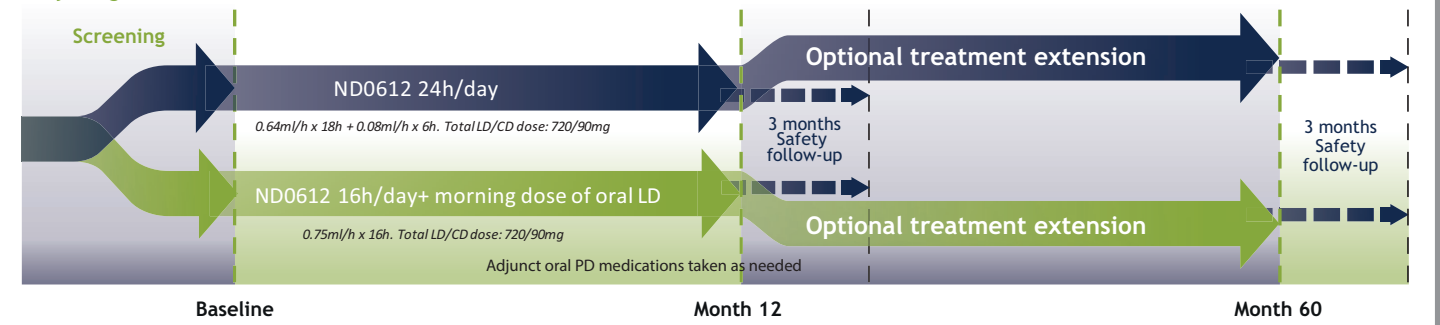 Screening
Optional treatment extension
ND0612 24h/day
0.64ml/h x 18h + 0.08ml/h x 6h. Total LD/CD dose: 720/90mg
3 months
Safety
follow-up
3 months
Safety
follow-up
ND0612 16h/day+ morning dose of oral LD
Optional treatment extension
0.75ml/h x 16h. Total LD/CD dose: 720/90mg
Adjunct oral PD medications taken as needed
Baseline
Month 12
Month 60